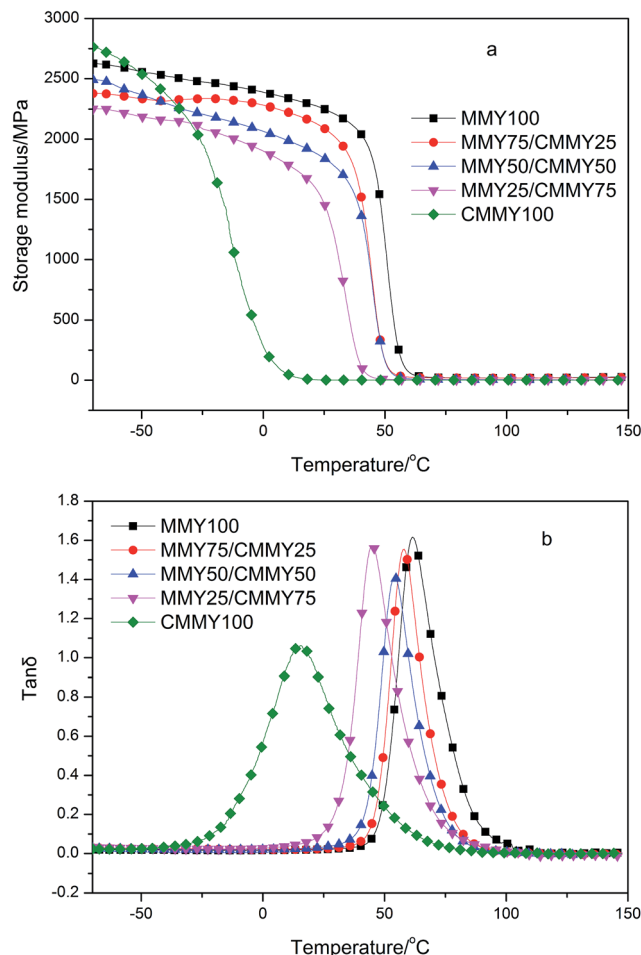 3000
a
2500
MMY100
MMY75/CMMY25
2000
MMY50/CMMY50
MMY25/CMMY75
1500
CMMY100
1000
500
0
Storage modulus/MPa
-50 0 50 100 150
Temperature/°C
1.8
b
1.6
MMY100
MMY75/CMMY25
1.4
MMY50/CMMY50
1.2
MMY25/CMMY75
CMMY100
1.0
0.8
0.6
0.4
0.2
0.0
-0.2
Tanδ
-50 0 50 100 150
Temperature/°C